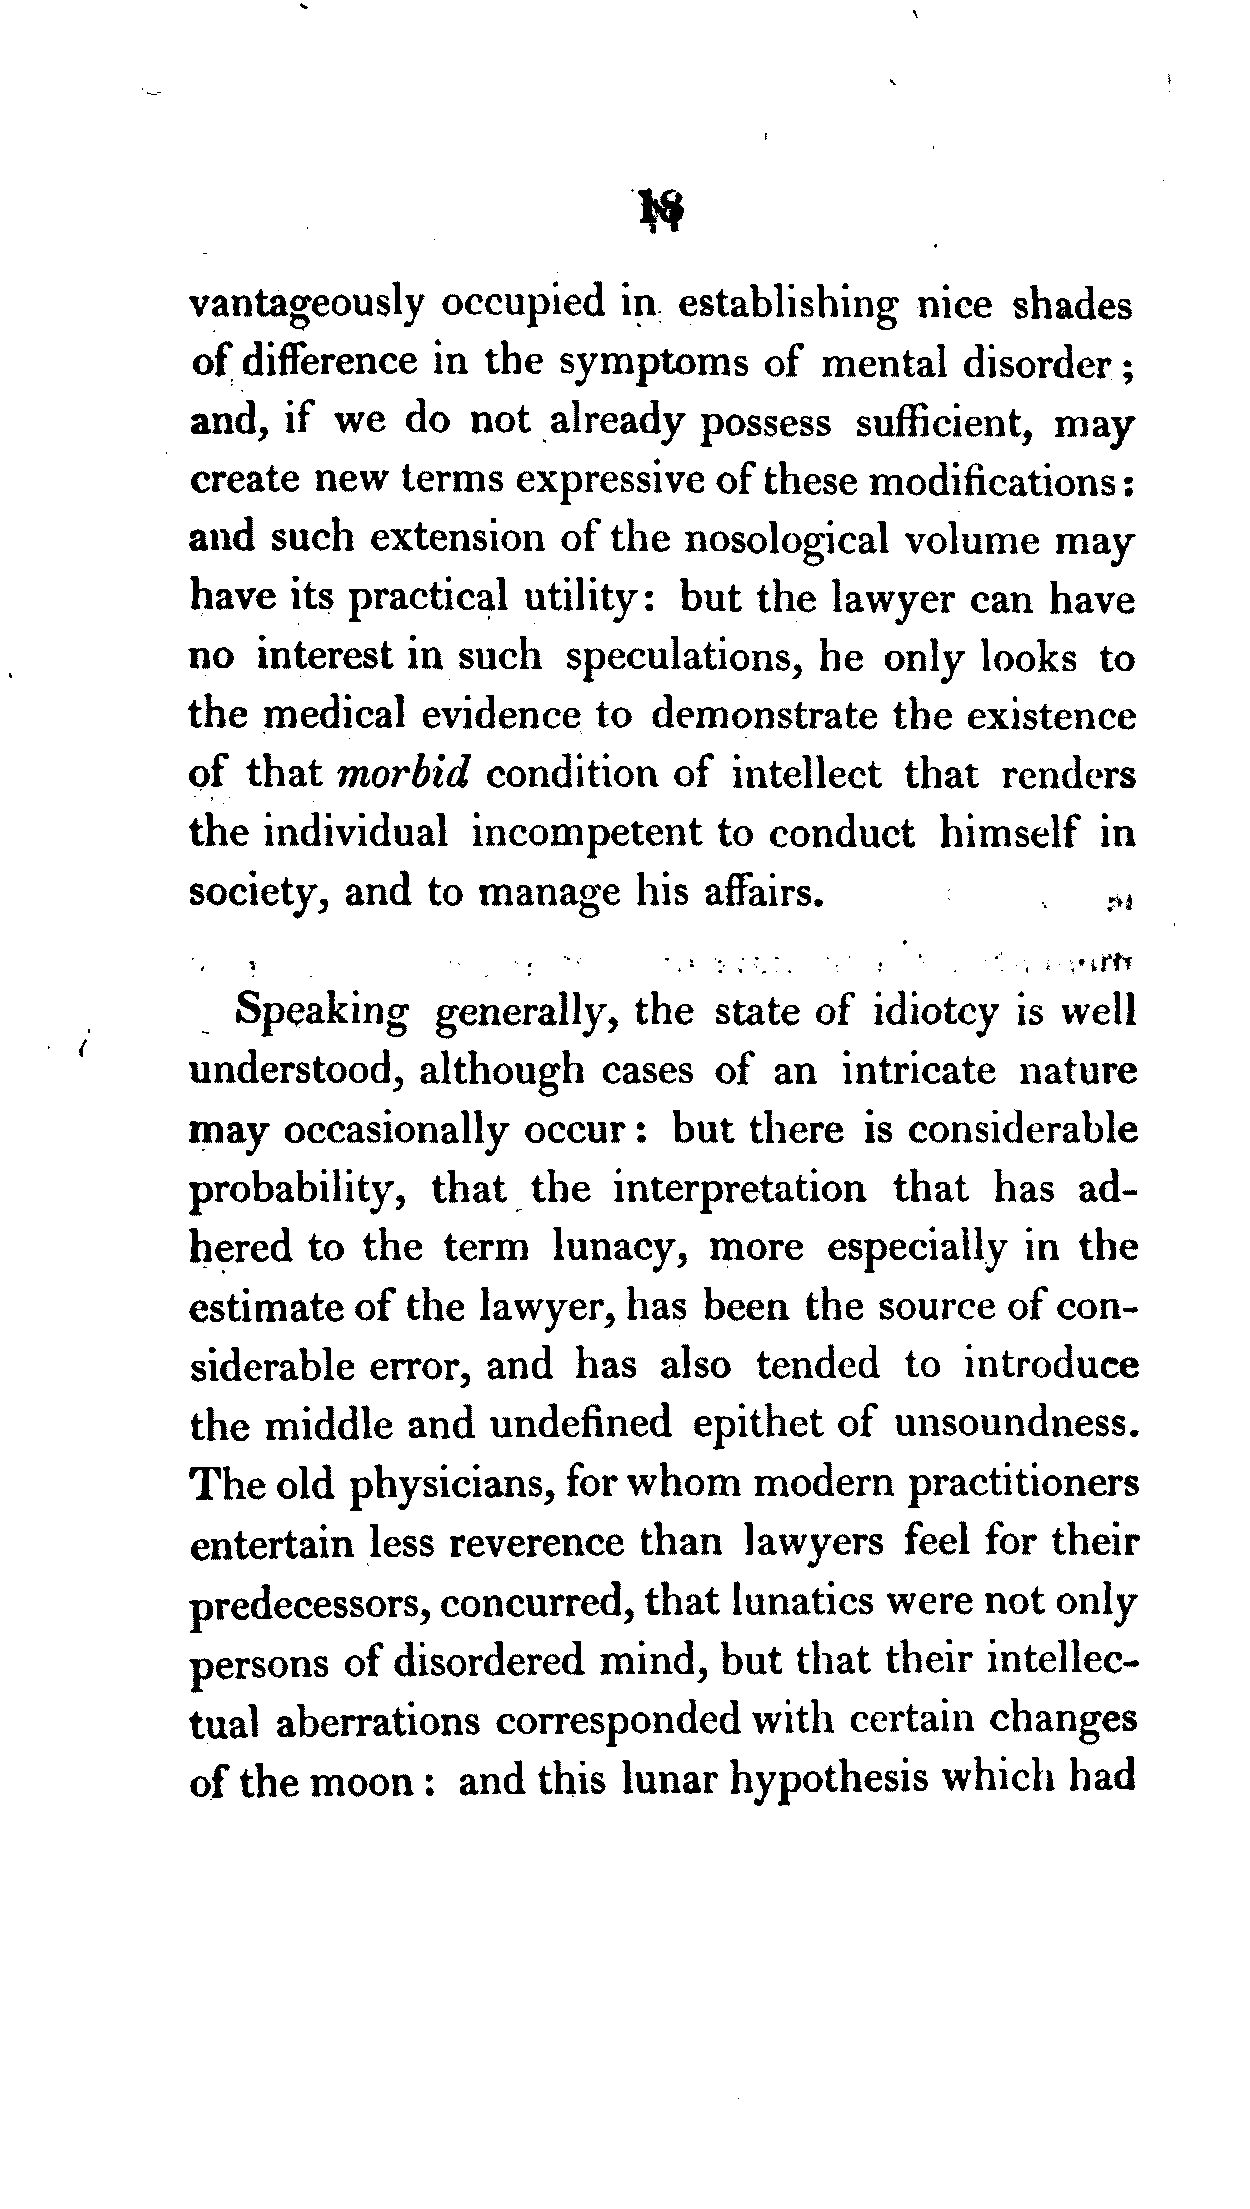 18
vantageously occupied in establishing nice shades
of difference in the symptoms of mental disorder ;
and, if we do not already possess sufficient, may
create new terms expressive of these modifications :
and such extension of the nosological volume may
have its practical utility : but the lawyer can have
no interest in such speculations, he only looks to
the medical evidence to demonstrate the existence
of that morbid condition of intellect that renders
the individual incompetent to conduct himself in
society, and to manage his affairs.
Speaking generally, the state of idiotcy is well
understood, although cases of an intricate nature
may occasionally occur : but there is considerable
probability, that the interpretation that has ad-
hered to the term lunacy, more especially in the
estimate of the lawyer, has been the source of con-
siderable error, and has also tended to introduce
the middle and undefined epithet of unsoundness.
The old physicians, for whom modern practitioners
entertain less reverence than lawyers feel for their
predecessors, concurred, that lunatics were not only
persons of disordered mind, but that their intellec-
tual aberrations corresponded with certain changes
of the moon : and this lunar hypothesis which had